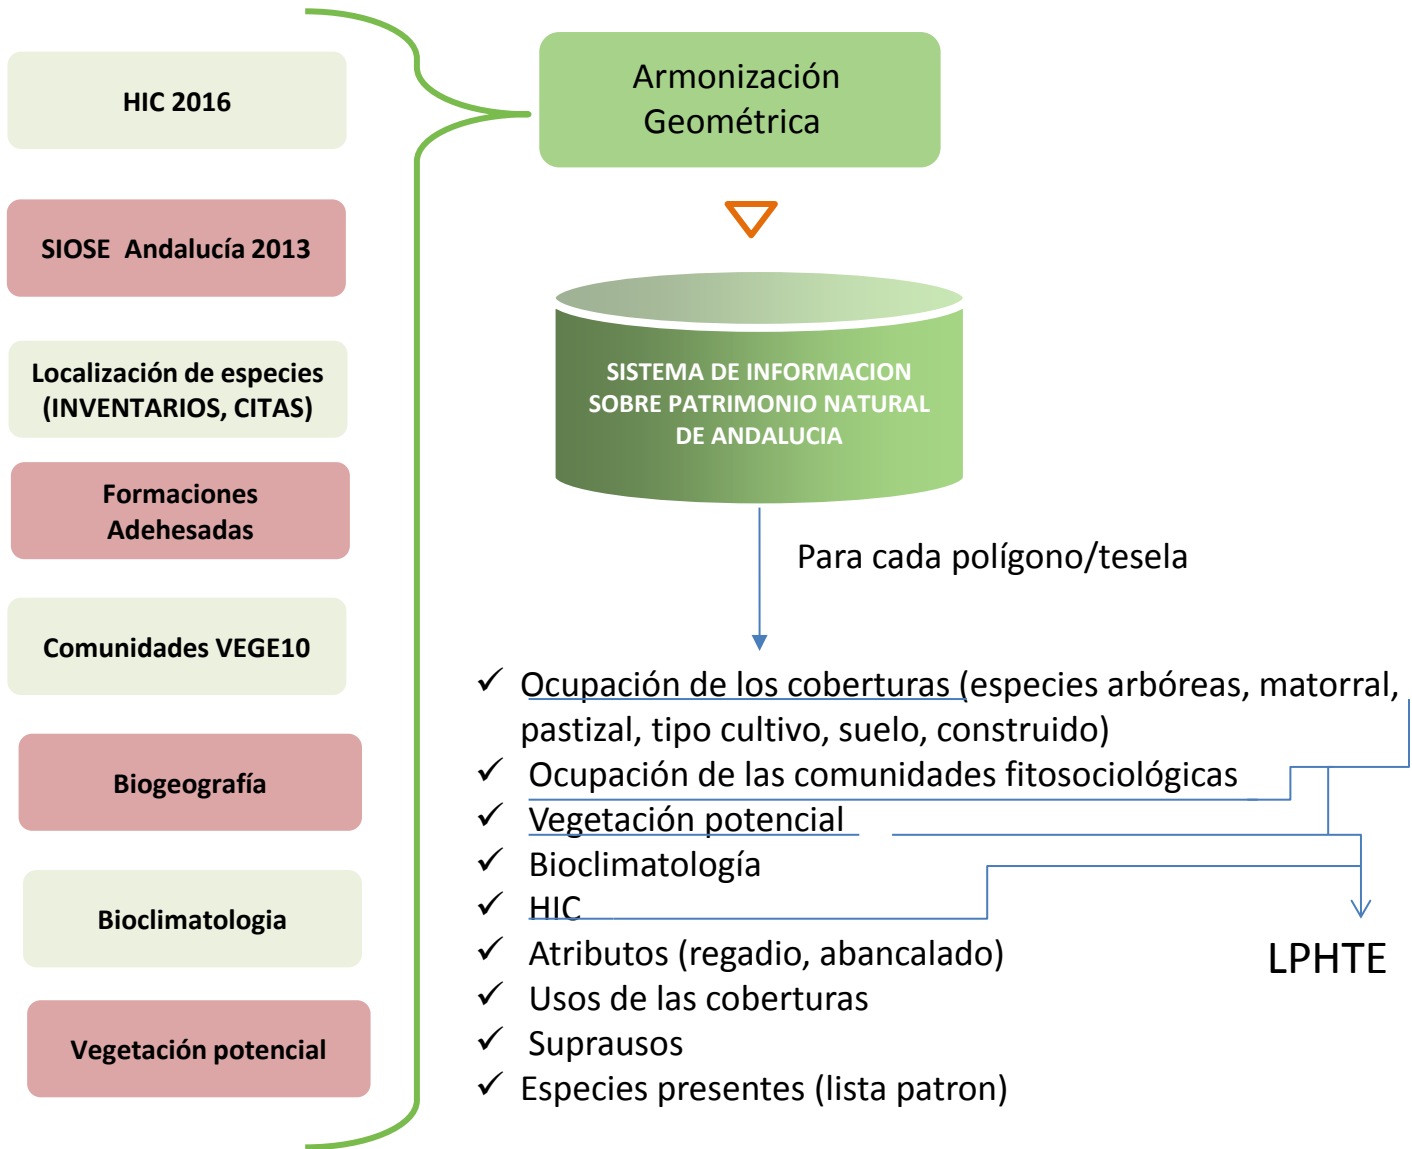 HIC 2016
SIOSE Andalucía 2013
Localización de especies
(INVENTARIOS, CITAS)
Formaciones
Adehesadas
Comunidades VEGE10
Biogeografía
Bioclimatologia
Vegetación potencial
Armonización
Geométrica
SISTEMA DE INFORMACION
SOBRE PATRIMONIO NATURAL
DE ANDALUCIA
Para cada polígono/tesela
✓ Ocupación de los coberturas (especies arbóreas, matorral,
pastizal, tipo cultivo, suelo, construido)
✓ Ocupación de las comunidades fitosociológicas
✓ Vegetación potencial
✓ Bioclimatología
✓ HIC
✓ Atributos (regadio, abancalado)
✓ Usos de las coberturas
✓ Suprausos
✓ Especies presentes (lista patron)
LPHTE